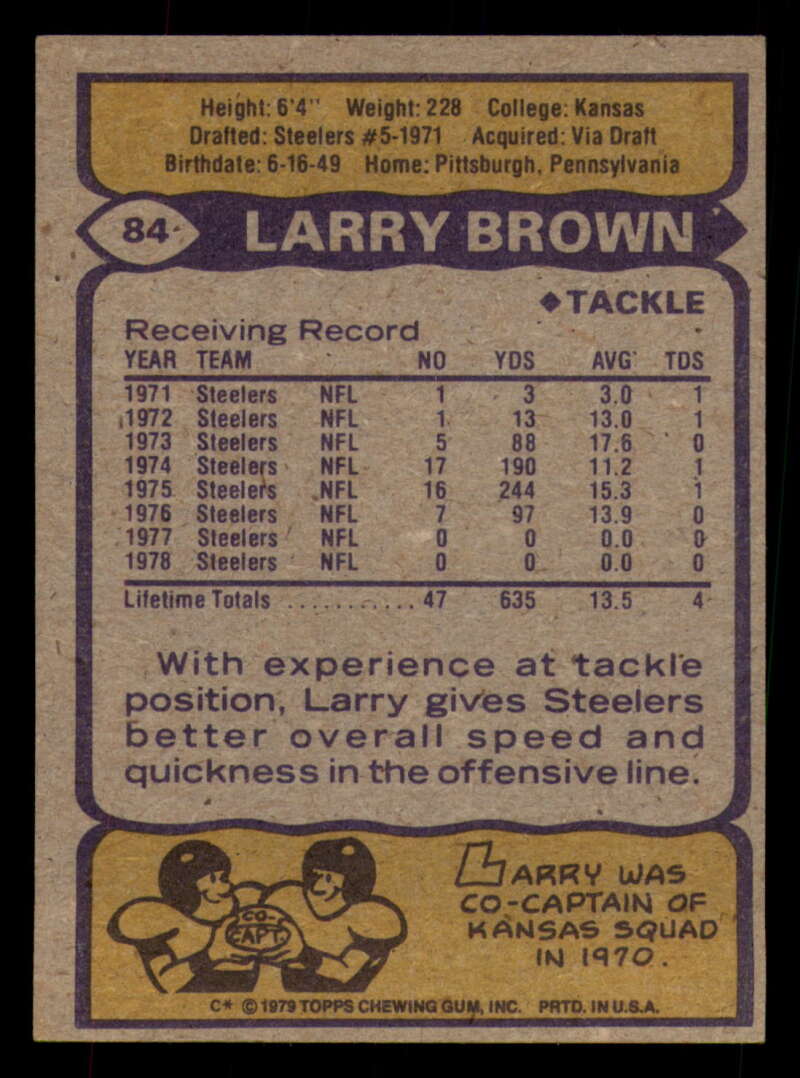 Height: 6'4" Weight: 228 College: Kansas
Drafted: Steelers #5-1971 Acquired: Via Draft
Birthdate: 6-16-49 Home: Pittsburgh, Pennsylvania
84 LARRY BROWN
◆TACKLE
Receiving Record
YEAR TEAM NO YDS AVG TDS
1971 Steelers NFL 1 3 3.0 1
1972 Steelers NFL 1 13 13.0 1
1973 Steelers NFL 5 88 17.6 0
1974 Steelers NFL 17 190 11.2 1
1975 Steelers NFL 16 244 15.3 1
1976 Steelers NFL 7 97 13.9 0
1977 Steelers NFL 0 0 0.0 0
1978 Steelers NFL 0 0 0.0 0
Lifetime Totals ............ 47 635 13.5 4
With experience at tackle
position, Larry gives Steelers
better overall speed and
quickness in the offensive line.
CO-
CAPT.
LARRY WAS
CO-CAPTAIN OF
KANSAS SQUAD
IN 1970.
C* © 1979 TOPPS CHEWING GUM, INC. PRTD. IN U.S.A.